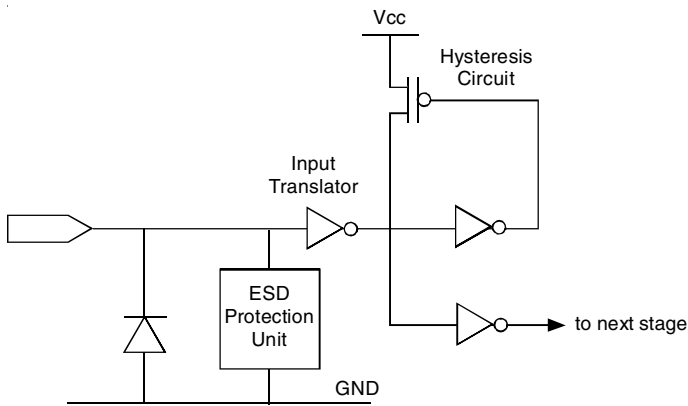 Vcc
Hysteresis
Circuit
Input
Translator
ESD
Protection
Unit
to next stage
GND